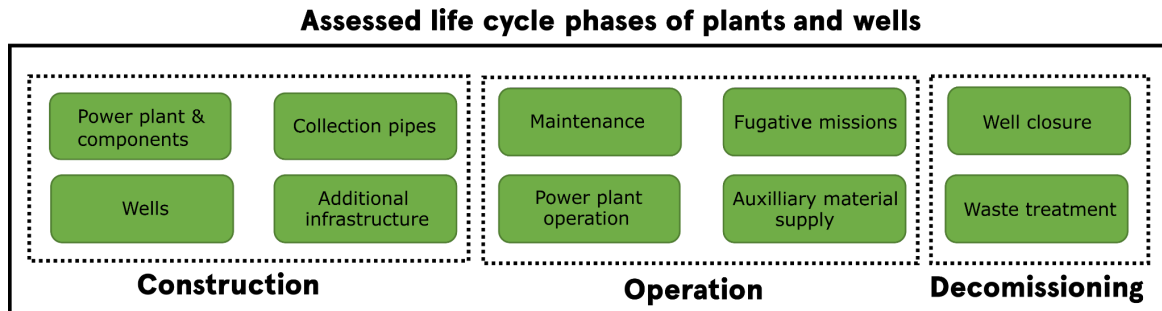 Assessed life cycle phases of plants and wells
Power plant &
components
Collection pipes
Wells
Additional
infrastructure
Construction
Maintenance
Fugative missions
Power plant
operation
Auxilliary material
supply
Operation
Well closure
Waste treatment
Decomissioning